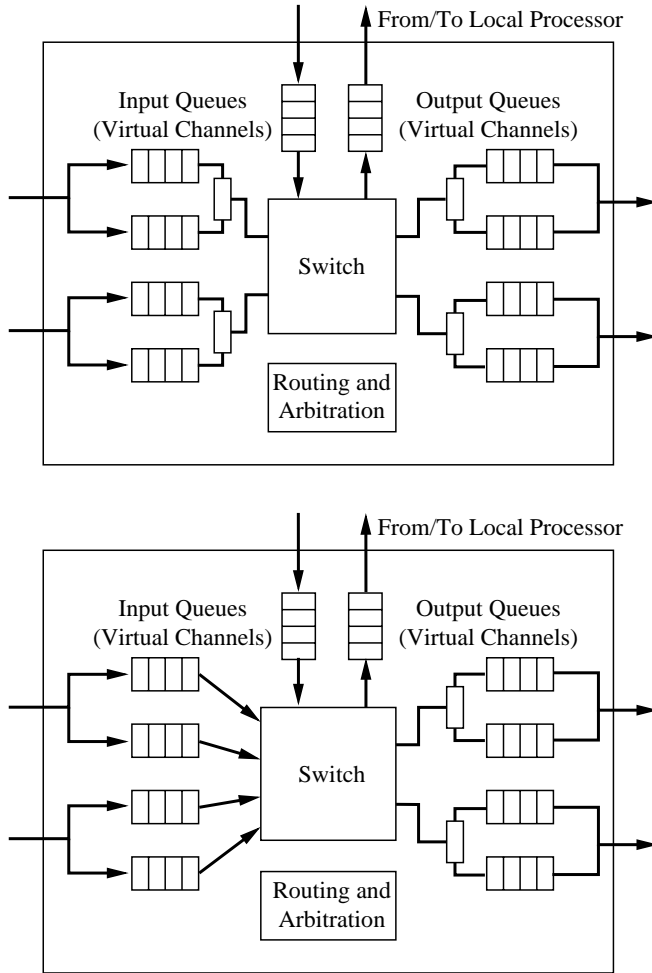 From/To Local Processor
Input Queues
(Virtual Channels)
Output Queues
(Virtual Channels)
Switch
Routing and
Arbitration
From/To Local Processor
Input Queues
(Virtual Channels)
Output Queues
(Virtual Channels)
Switch
Routing and
Arbitration